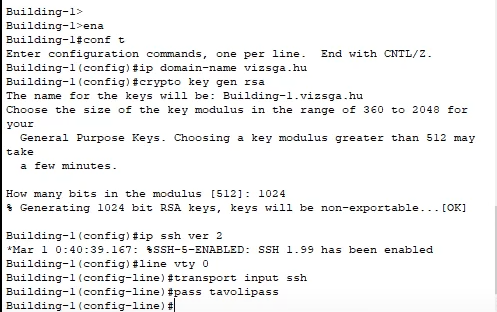 Building-1>
Building-1>ena
Building-1#conf t
Enter configuration commands, one per line.  End with CNTL/Z.
Building-1(config)#ip domain-name vizsga.hu
Building-1(config)#crypto key gen rsa
The name for the keys will be: Building-1.vizsga.hu
Choose the size of the key modulus in the range of 360 to 2048 for
your
  General Purpose Keys. Choosing a key modulus greater than 512 may
take
  a few minutes.

How many bits in the modulus [512]: 1024
% Generating 1024 bit RSA keys, keys will be non-exportable...[OK]

Building-1(config)#ip ssh ver 2
*Mar 1 0:40:39.167: %SSH-5-ENABLED: SSH 1.99 has been enabled
Building-1(config)#line vty 0
Building-1(config-line)#transport input ssh
Building-1(config-line)#pass tavolipass
Building-1(config-line)#